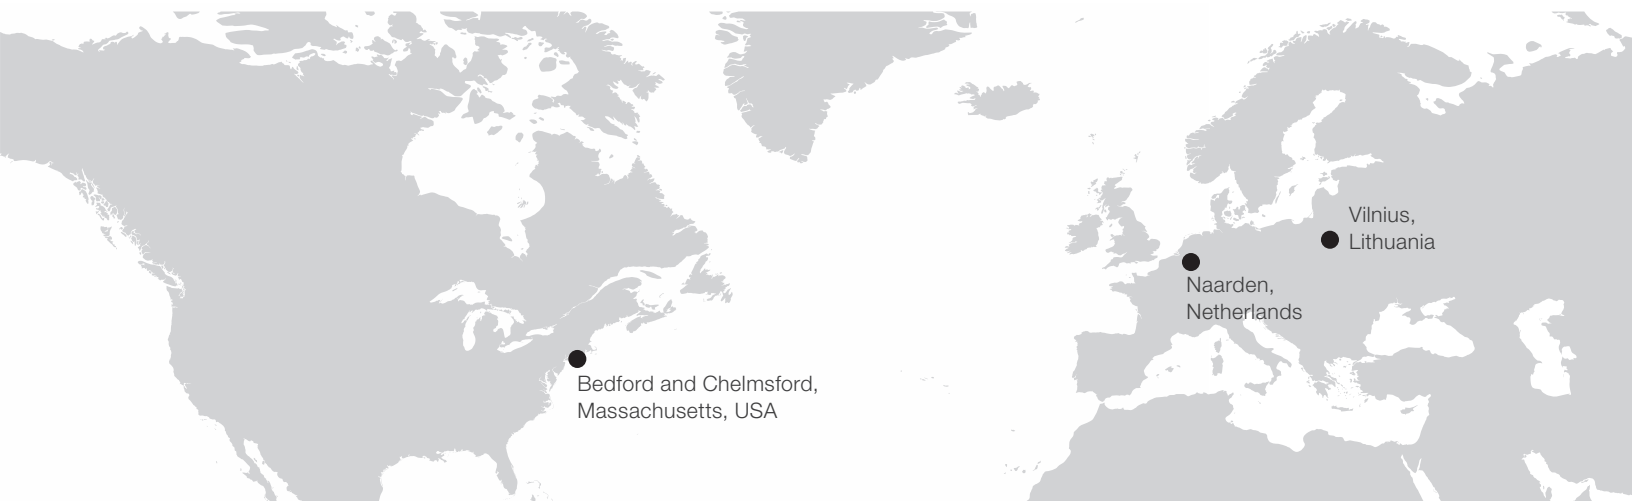 Vilnius,
Lithuania
Naarden,
Netherlands
Bedford and Chelmsford,
Massachusetts, USA